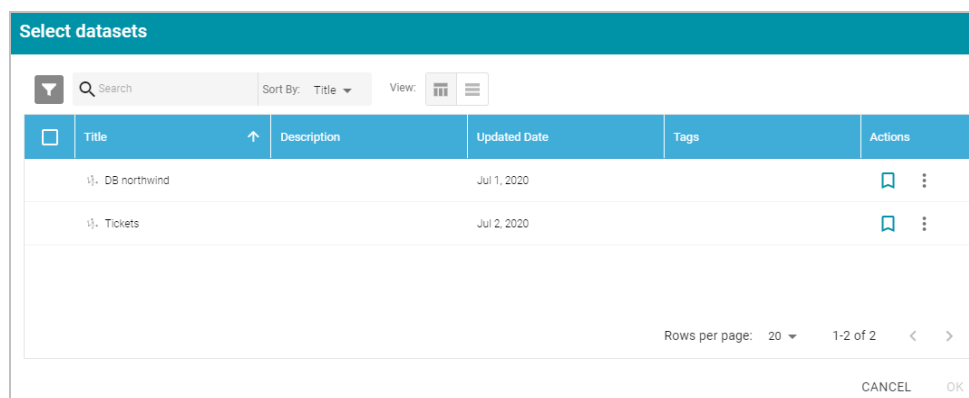 Select datasets
Search Sort By: Title View:
Title Description Updated Date Tags Actions
DB northwind Jul 1, 2020
Tickets Jul 2, 2020
Rows per page: 20 1-2 of 2
CANCEL OK